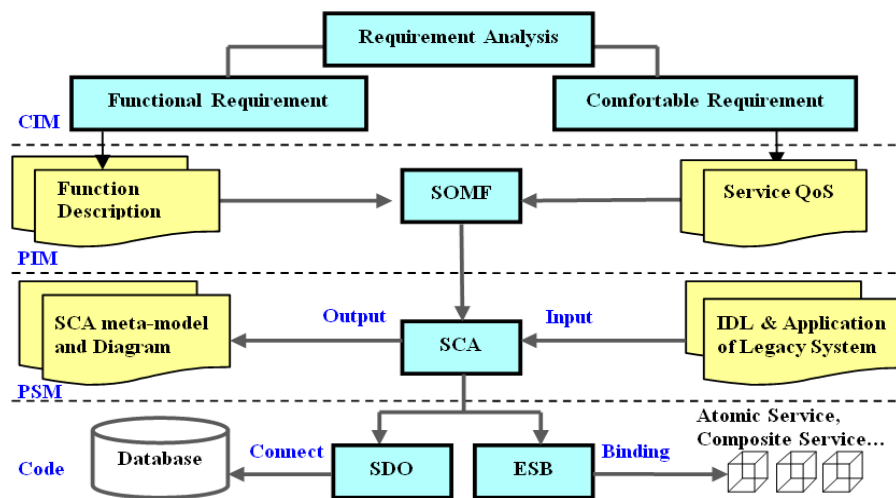 Requirement Analysis
Functional Requirement
Comfortable Requirement
CIM
Function
Description
SOMF
Service QoS
PIM
SCA meta-model
and Diagram
Output
SCA
Input
IDL & Application
of Legacy System
PSM
Atomic Service,
Composite Service...
Code
Database
Connect
SDO
ESB
Binding